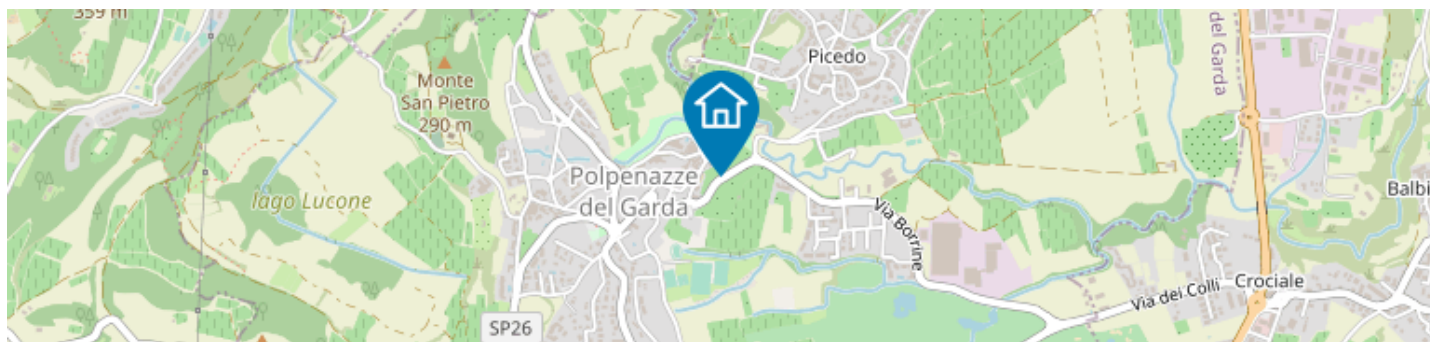 359 m
Picedo
del Garda
Monte
San Pietro
290 m
Polpenazze
del Garda
lago Lucone
Balbi
Via Borrine
Via dei Colli
Crociale
SP26